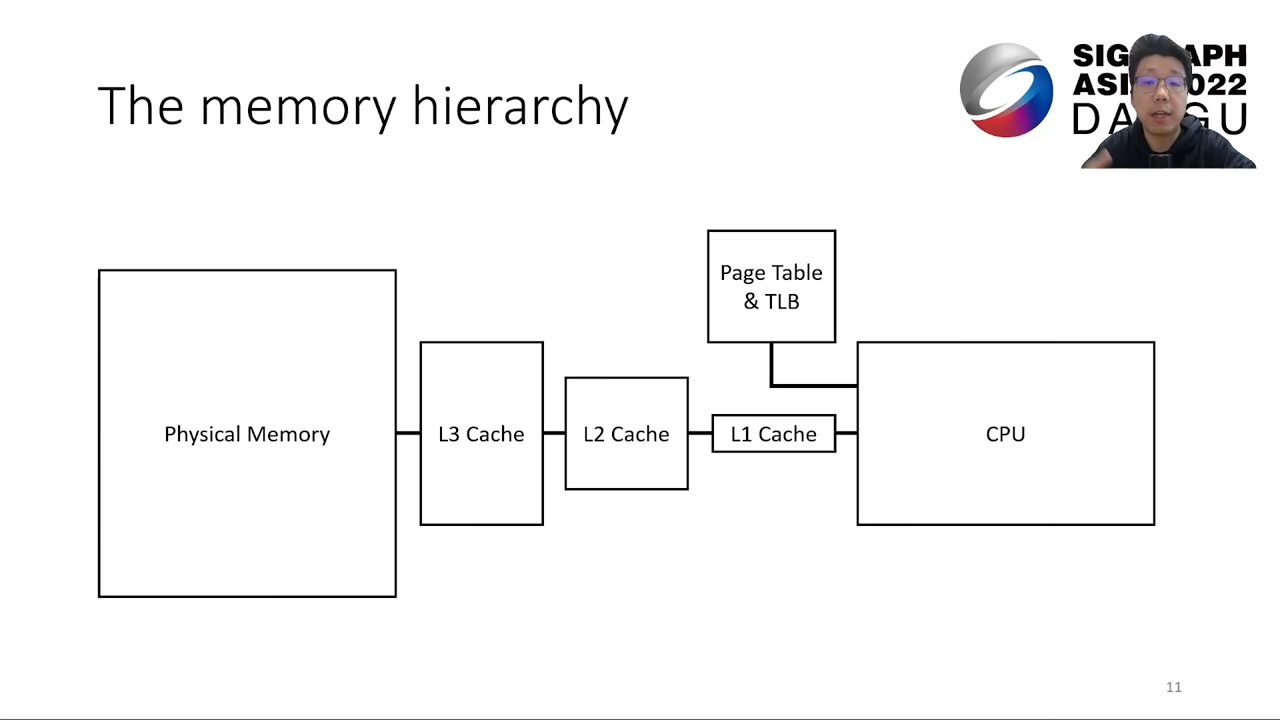 The memory hierarchy
Page Table
& TLB
Physical Memory
L3 Cache
L2 Cache
L1 Cache
CPU
11